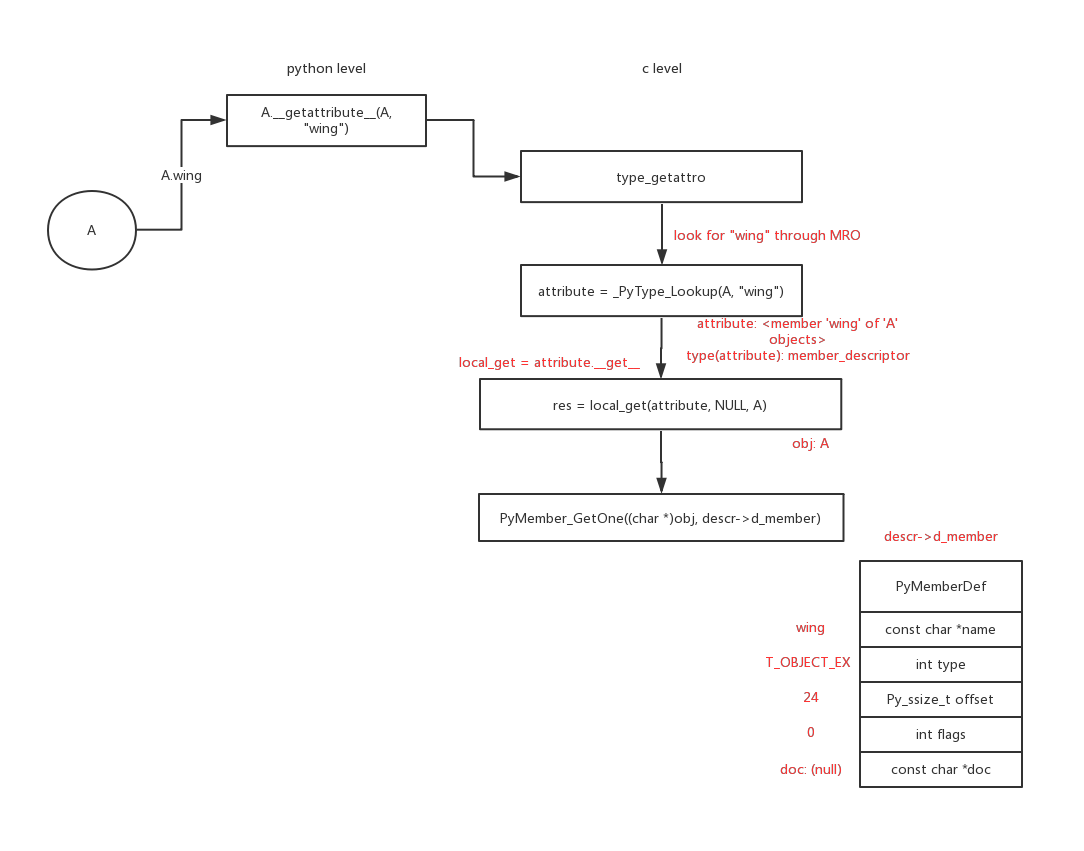 python level
c level
A.__getattribute__(A,
"wing")
A.wing
type_getattro
A
look for "wing" through MRO
attribute = _PyType_Lookup(A, "wing")
attribute: <member 'wing' of 'A'
objects>
type(attribute): member_descriptor
local_get = attribute.__get__
res = local_get(attribute, NULL, A)
obj: A
PyMember_GetOne((char *)obj, descr->d_member)
descr->d_member
PyMemberDef
wing
const char *name
T_OBJECT_EX
int type
24
Py_ssize_t offset
0
int flags
doc: (null)
const char *doc